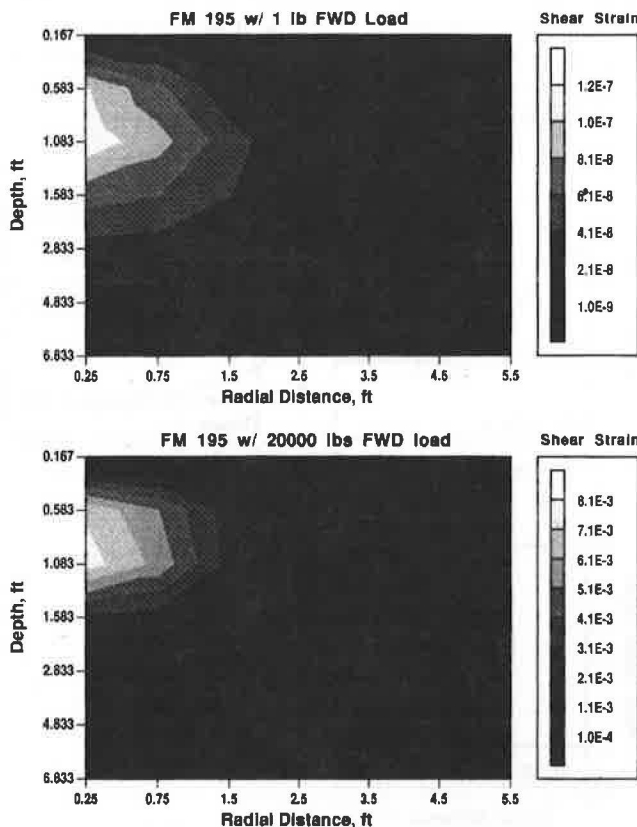 FM 195 w/ 1 lb FWD Load
Shear Strain
0.167
0.583
1.083
1.583
2.833
4.833
6.833
Depth, ft
0.25 0.75 1.5 2.5 3.5 4.5 5.5
Radial Distance, ft
1.2E-7
1.0E-7
8.1E-8
6.1E-8
4.1E-8
2.1E-8
1.0E-9
FM 195 w/ 20000 lbs FWD load
Shear Strain
0.167
0.583
1.083
1.583
2.833
4.833
6.833
Depth, ft
0.25 0.75 1.5 2.5 3.5 4.5 5.5
Radial Distance, ft
8.1E-3
7.1E-3
6.1E-3
5.1E-3
4.1E-3
3.1E-3
2.1E-3
1.1E-3
1.0E-4